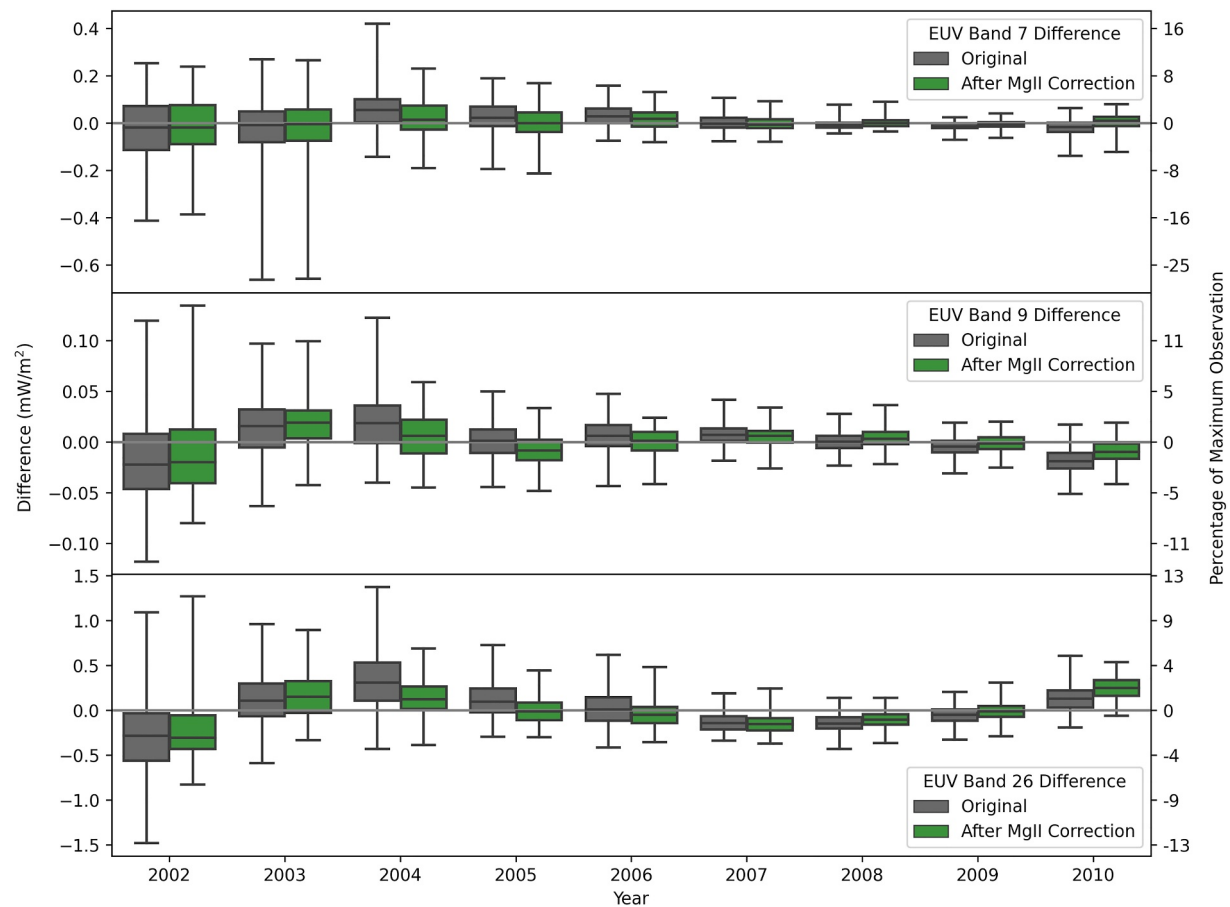 EUV Band 7 Difference
Original
After MgII Correction
0.4
0.2
0.0
−0.2
−0.4
−0.6
16
8
0
-8
-16
-25
EUV Band 9 Difference
Original
After MgII Correction
0.10
0.05
0.00
−0.05
−0.10
11
5
0
-5
-11
Difference (mW/m²)
Percentage of Maximum Observation
EUV Band 26 Difference
Original
After MgII Correction
1.5
1.0
0.5
0.0
−0.5
−1.0
−1.5
13
9
4
0
-4
-9
-13
2002 2003 2004 2005 2006 2007 2008 2009 2010
Year